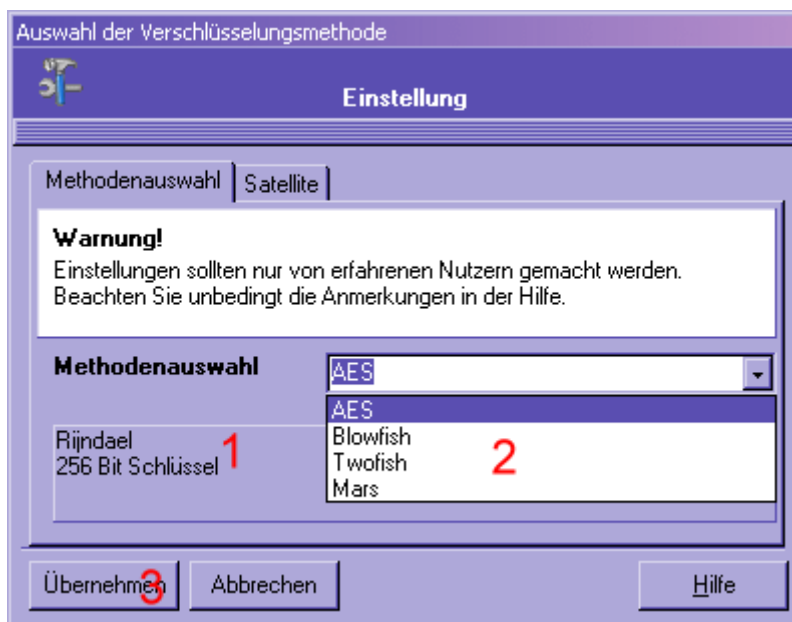 Auswahl der Verschlüsselungsmethode
Einstellung
Methodenauswahl
Satellite
Warnung!
Einstellungen sollten nur von erfahrenen Nutzern gemacht werden.
Beachten Sie unbedingt die Anmerkungen in der Hilfe.
Methodenauswahl
AES
AES
Blowfish
Twofish
Mars
2
Rijndael
256 Bit Schlüssel
1
Übernehmen
3
Abbrechen
Hilfe